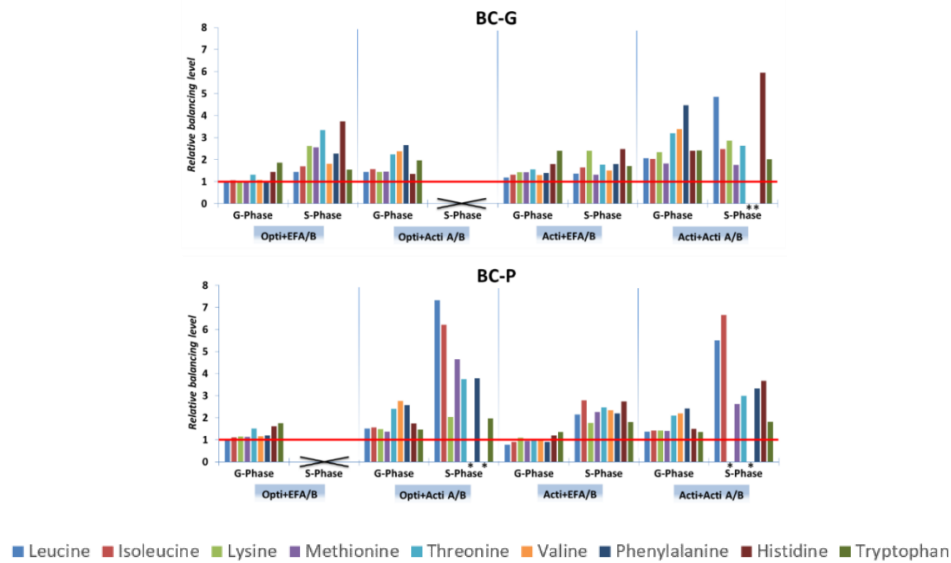 BC-G
Relative balancing level
8
7
6
5
4
3
2
1
0
G-Phase S-Phase G-Phase S-Phase G-Phase S-Phase G-Phase S-Phase
**
Opti+EFA/B Opti+Acti A/B Acti+EFA/B Acti+Acti A/B
BC-P
Relative balancing level
8
7
6
5
4
3
2
1
0
G-Phase S-Phase G-Phase S-Phase G-Phase S-Phase G-Phase S-Phase
* * * *
Opti+EFA/B Opti+Acti A/B Acti+EFA/B Acti+Acti A/B
Leucine Isoleucine Lysine Methionine Threonine Valine Phenylalanine Histidine Tryptophan